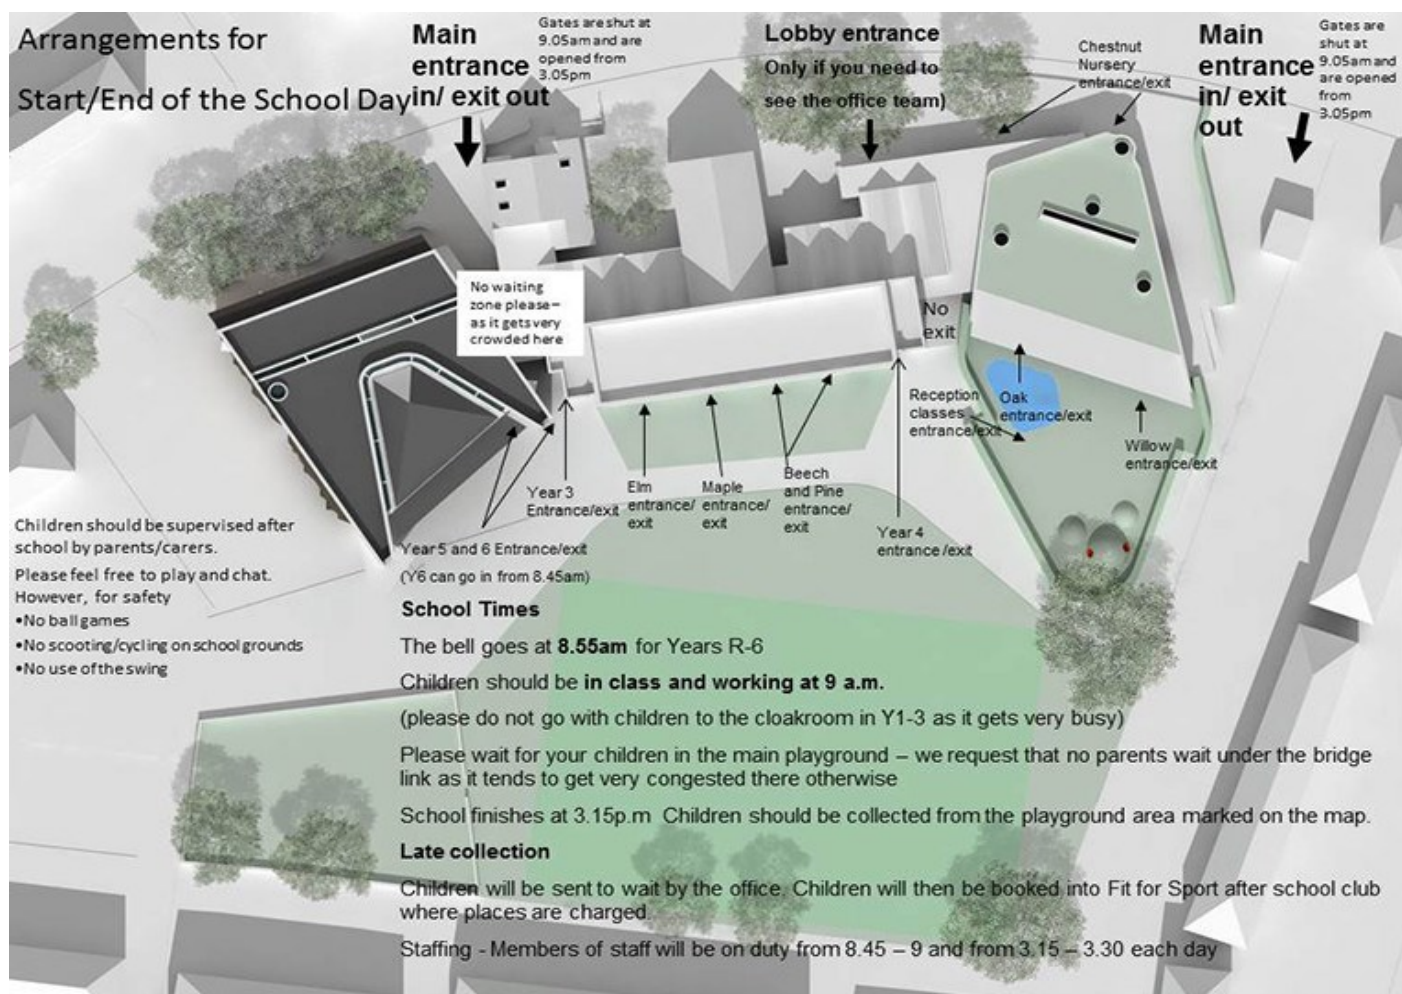 Arrangements for
Start/End of the School Day
Main
entrance
in/ exit out
Gates are shut at
9.05am and are
opened from
3.05pm
Lobby entrance
Only if you need to
see the office team)
Chestnut
Nursery
entrance/exit
Main
entrance
in/ exit
out
Gates are
shut at
9.05am and
are opened
from
3.05pm
No waiting
zone please–
as it gets very
crowded here
No
exit
Reception
classes
entrance/exit
Oak
entrance/exit
Willow
entrance/exit
Year 3
Entrance/exit
Elm
entrance/
exit
Maple
entrance/
exit
Beech
and Pine
entrance/
exit
Year 4
entrance /exit
Year 5 and 6 Entrance/exit
(Y6 can go in from 8.45am)
Children should be supervised after
school by parents/carers.
Please feel free to play and chat.
However, for safety
•No ball games
•No scooting/cycling on school grounds
•No use of the swing
School Times
The bell goes at 8.55am for Years R-6
Children should be in class and working at 9 a.m.
(please do not go with children to the cloakroom in Y1-3 as it gets very busy)
Please wait for your children in the main playground – we request that no parents wait under the bridge
link as it tends to get very congested there otherwise
School finishes at 3.15p.m Children should be collected from the playground area marked on the map.
Late collection
Children will be sent to wait by the office. Children will then be booked into Fit for Sport after school club
where places are charged.
Staffing - Members of staff will be on duty from 8.45 – 9 and from 3.15 – 3.30 each day